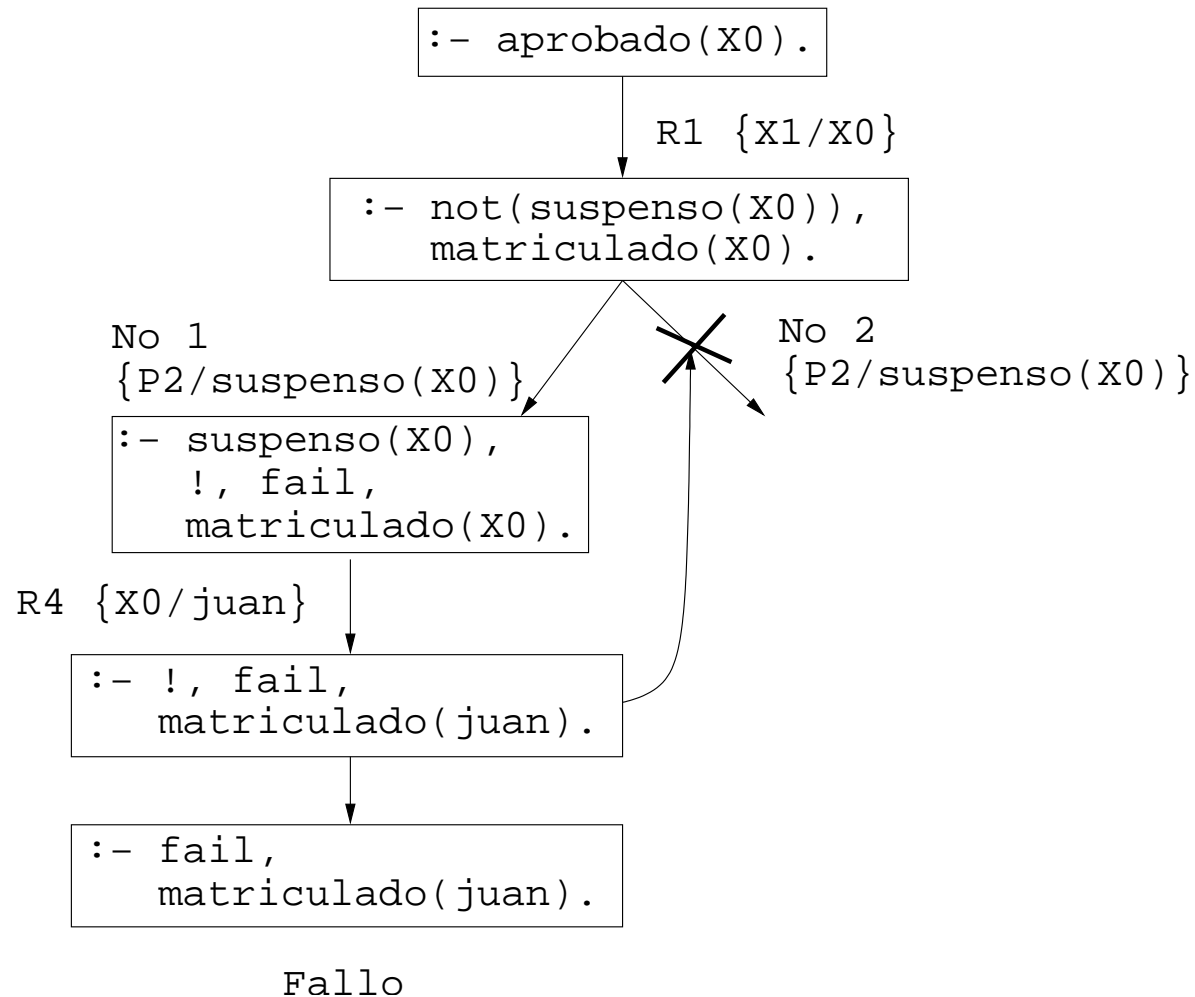 :- aprobado(X0).
R1 {X1/X0}
:- not(suspenso(X0)),
matriculado(X0).
No 1
{P2/suspenso(X0)}
No 2
{P2/suspenso(X0)}
:- suspenso(X0),
!, fail,
matriculado(X0).
R4 {X0/juan}
:- !, fail,
matriculado(juan).
:- fail,
matriculado(juan).
Fallo